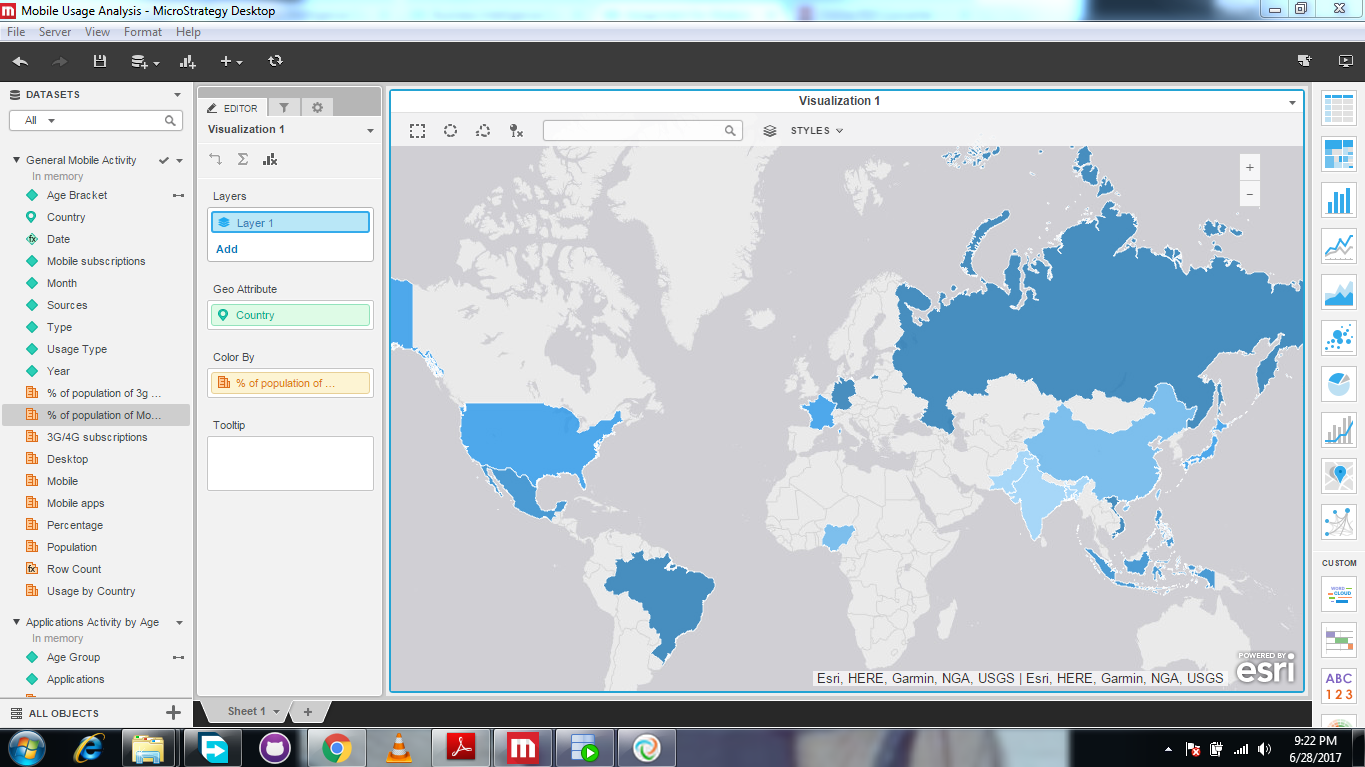 Mobile Usage Analysis - MicroStrategy Desktop
File Server View Format Help
DATASETS
All
General Mobile Activity
In memory
Age Bracket
Country
Date
Mobile subscriptions
Month
Sources
Type
Usage Type
Year
% of population of 3g ...
% of population of Mo...
3G/4G subscriptions
Desktop
Mobile
Mobile apps
Percentage
Population
Row Count
Usage by Country
Applications Activity by Age
In memory
Age Group
Applications
ALL OBJECTS
EDITOR
Visualization 1
Layers
Layer 1
Add
Geo Attribute
Country
Color By
% of population of ...
Tooltip
Visualization 1
STYLES
+
−
POWERED BY
esri
Esri, HERE, Garmin, NGA, USGS | Esri, HERE, Garmin, NGA, USGS
Sheet 1
+
CUSTOM
WORD
CLOUD
ABC
1 2 3
9:22 PM
6/28/2017